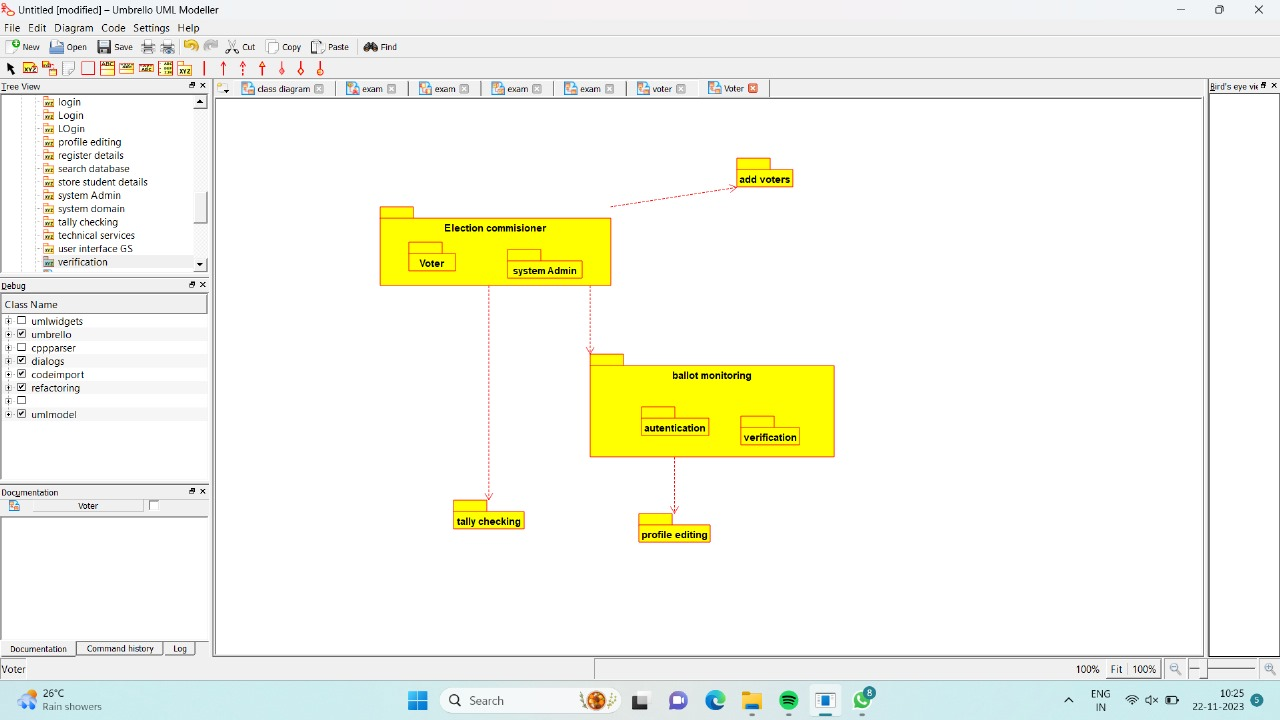 Untitled [modified] – Umbrello UML Modeller
File Edit Diagram Code Settings Help
New Open Save Cut Copy Paste Find
Tree View
login
Login
LOgin
profile editing
register details
search database
store student details
system Admin
system domain
tally checking
technical services
user interface GS
verification
Debug
Class Name
umlwidgets
umbrello
cppparser
dialogs
codeimport
refactoring
umlmodel
Documentation
Voter
Documentation Command history Log
Voter
class diagram exam exam exam exam voter Voter
Bird's eye vie
add voters
Election commisioner
Voter
system Admin
ballot monitoring
autentication
verification
tally checking
profile editing
100% Fit 100%
26°C
Rain showers
Search
8
ENG
IN
10:25
22-11-2023
5